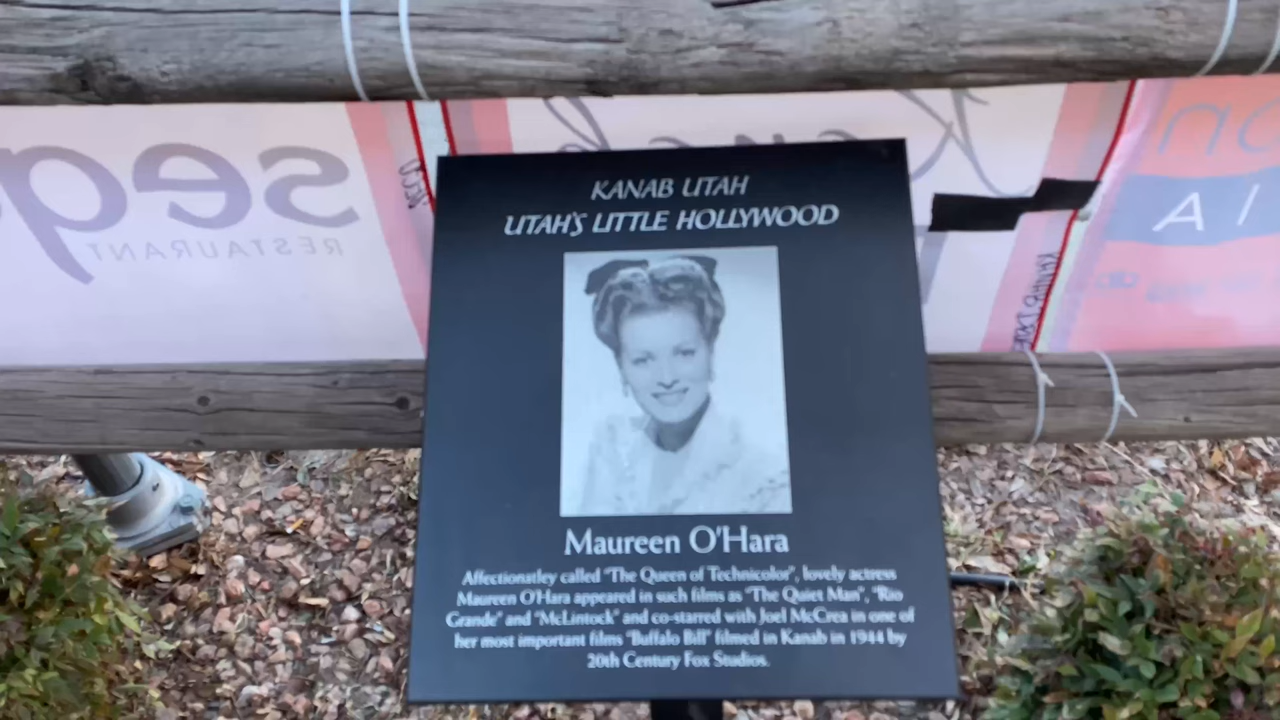 sego
RESTAURANT
KANAB UTAH
UTAH'S LITTLE HOLLYWOOD
Maureen O'Hara
Affectionatley called "The Queen of Technicolor", lovely actress
Maureen O'Hara appeared in such films as "The Quiet Man", "Rio
Grande" and "McLintock" and co-starred with Joel McCrea in one of
her most important films "Buffalo Bill" filmed in Kanab in 1944 by
20th Century Fox Studios.